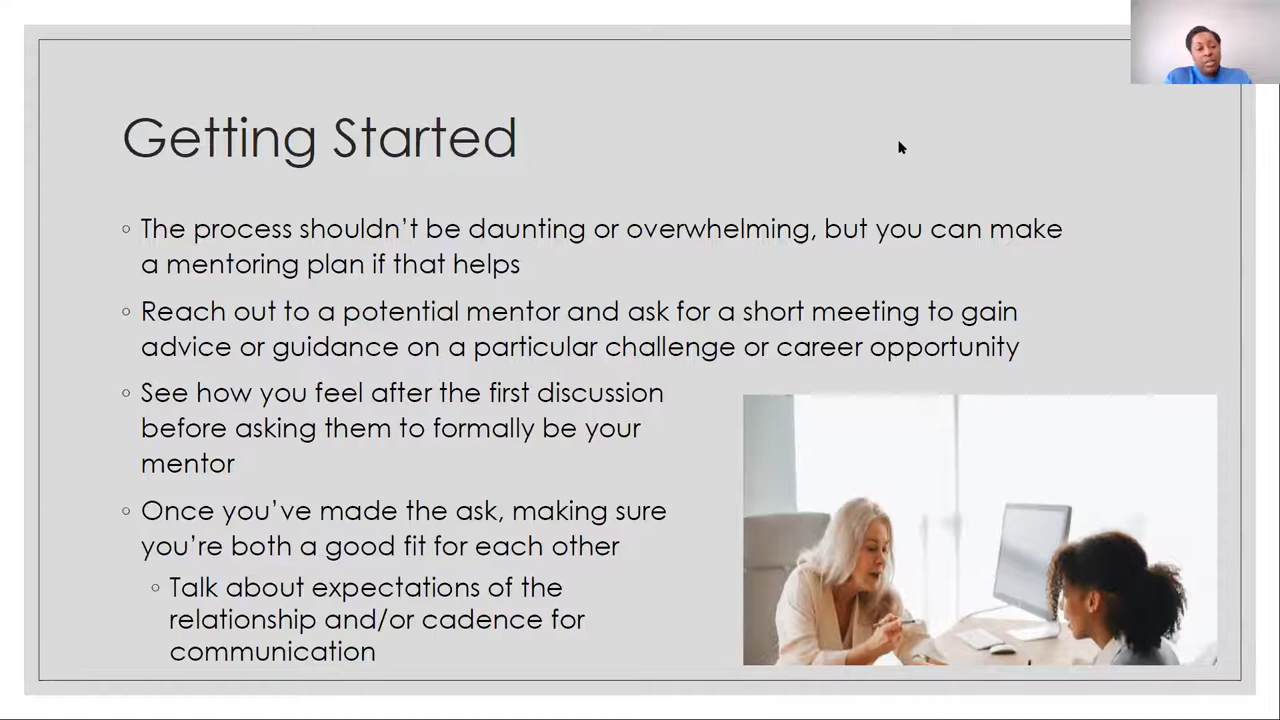 Getting Started
◦ The process shouldn’t be daunting or overwhelming, but you can make
a mentoring plan if that helps
◦ Reach out to a potential mentor and ask for a short meeting to gain
advice or guidance on a particular challenge or career opportunity
◦ See how you feel after the first discussion
before asking them to formally be your
mentor
◦ Once you’ve made the ask, making sure
you’re both a good fit for each other
◦ Talk about expectations of the
relationship and/or cadence for
communication